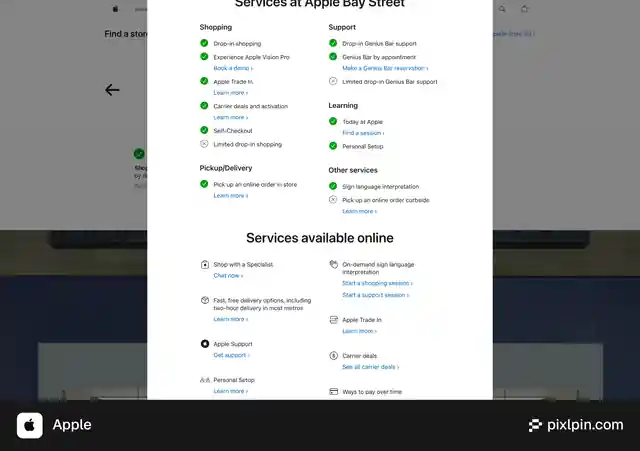 Services at Apple Bay Street
Find a store
Shopping
Drop-in shopping
Experience Apple Vision Pro
Book a demo ›
Apple Trade In
Learn more ›
Carrier deals and activation
Learn more ›
Self-Checkout
Limited drop-in shopping
Pickup/Delivery
Pick up an online order in store
Learn more ›
Support
Drop-in Genius Bar support
Genius Bar by appointment
Make a Genius Bar reservation ›
Limited drop-in Genius Bar support
Learning
Today at Apple
Find a session ›
Personal Setup
Other services
Sign language interpretation
Pick up an online order curbside
Learn more ›
Services available online
Shop with a Specialist
Chat now ›
Fast, free delivery options, including
two-hour delivery in most metros
Learn more ›
Apple Support
Get support ›
Personal Setup
Learn more ›
On-demand sign language
interpretation
Start a shopping session ›
Start a support session ›
Apple Trade In
Learn more ›
Carrier deals
See all carrier deals ›
Ways to pay over time
Apple
pixlpin.com